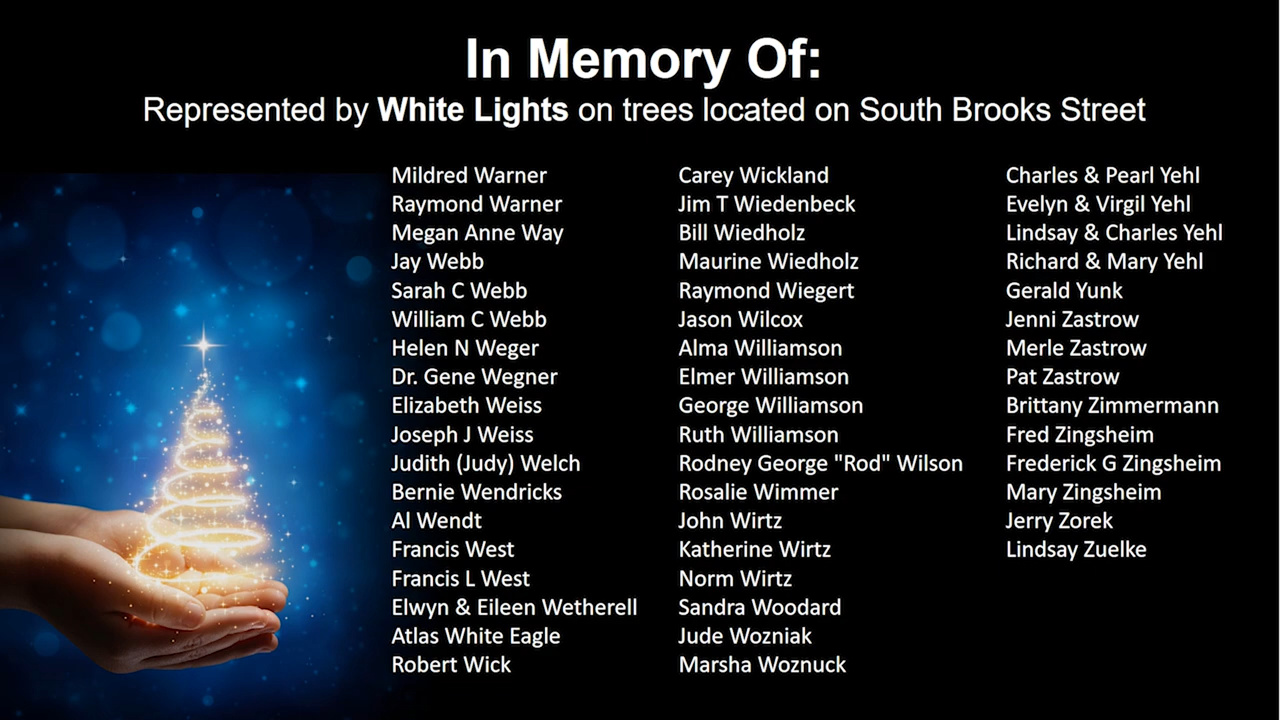 In Memory Of:
Represented by White Lights on trees located on South Brooks Street
Mildred Warner
Raymond Warner
Megan Anne Way
Jay Webb
Sarah C Webb
William C Webb
Helen N Weger
Dr. Gene Wegner
Elizabeth Weiss
Joseph J Weiss
Judith (Judy) Welch
Bernie Wendricks
Al Wendt
Francis West
Francis L West
Elwyn & Eileen Wetherell
Atlas White Eagle
Robert Wick
Carey Wickland
Jim T Wiedenbeck
Bill Wiedholz
Maurine Wiedholz
Raymond Wiegert
Jason Wilcox
Alma Williamson
Elmer Williamson
George Williamson
Ruth Williamson
Rodney George "Rod" Wilson
Rosalie Wimmer
John Wirtz
Katherine Wirtz
Norm Wirtz
Sandra Woodard
Jude Wozniak
Marsha Woznuck
Charles & Pearl Yehl
Evelyn & Virgil Yehl
Lindsay & Charles Yehl
Richard & Mary Yehl
Gerald Yunk
Jenni Zastrow
Merle Zastrow
Pat Zastrow
Brittany Zimmermann
Fred Zingsheim
Frederick G Zingsheim
Mary Zingsheim
Jerry Zorek
Lindsay Zuelke